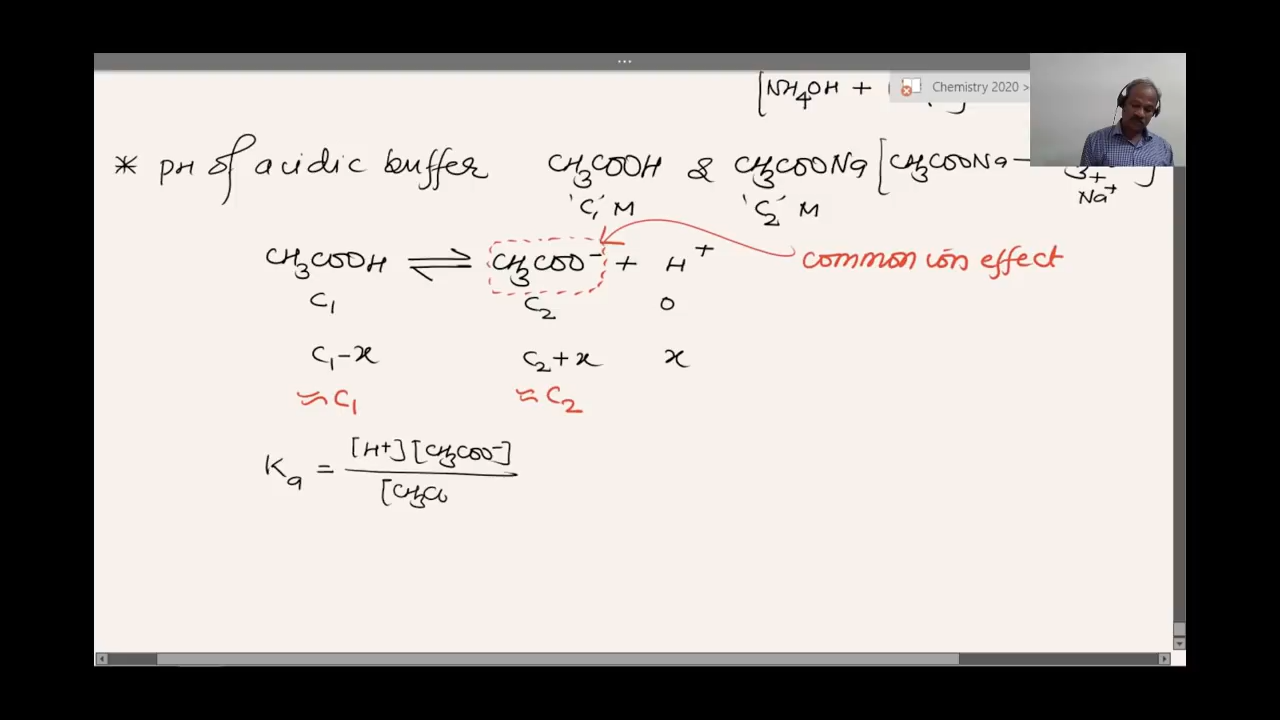 [NH4OH +
Chemistry 2020 >
* pH of acidic buffer CH3COOH & CH3COONa [CH3COONa —
'C1' M 'C2' M Na+
CH3COOH ⇌ CH3COO⁻ + H⁺ common ion effect
C1 C2 0
C1-x C2+x x
≈C1 ≈C2
Ka = [H+][CH3COO⁻]
[CH3C